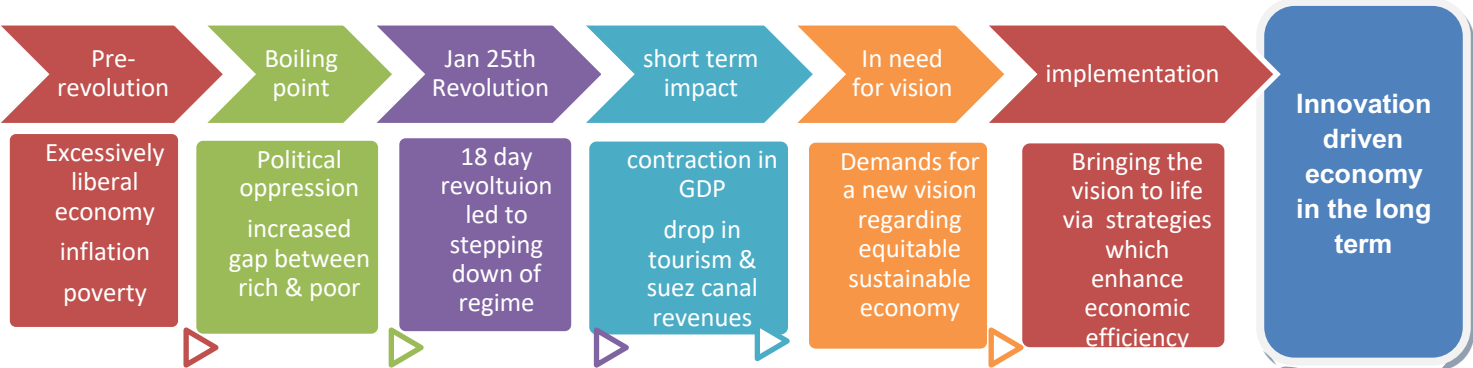 Pre-
revolution
Excessively
liberal
economy
inflation
poverty
Boiling
point
Political
oppression
increased
gap between
rich & poor
Jan 25th
Revolution
18 day
revoltuion
led to
stepping
down of
regime
short term
impact
contraction in
GDP
drop in
tourism &
suez canal
revenues
In need
for vision
Demands for
a new vision
regarding
equitable
sustainable
economy
implementation
Bringing the
vision to life
via strategies
which
enhance
economic
efficiency
Innovation
driven
economy
in the long
term